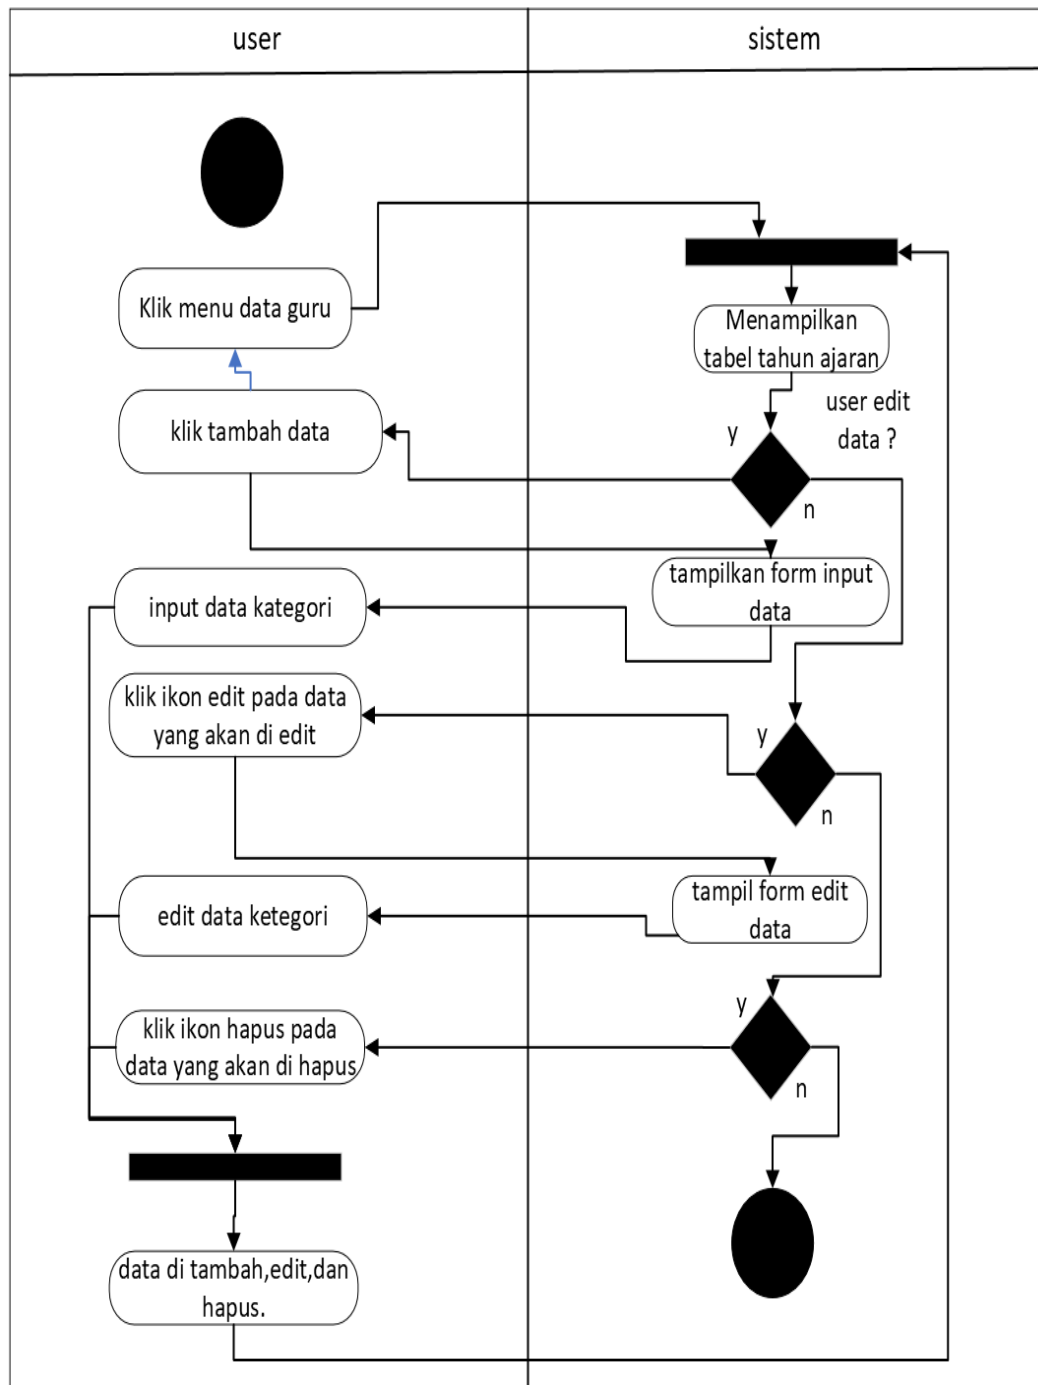 user
sistem
Klik menu data guru
Menampilkan
tabel tahun ajaran
user edit
data ?
klik tambah data
y
n
tampilkan form input
data
input data kategori
klik ikon edit pada data
yang akan di edit
y
n
tampil form edit
data
edit data ketegori
y
klik ikon hapus pada
data yang akan di hapus
n
data di tambah,edit,dan
hapus.